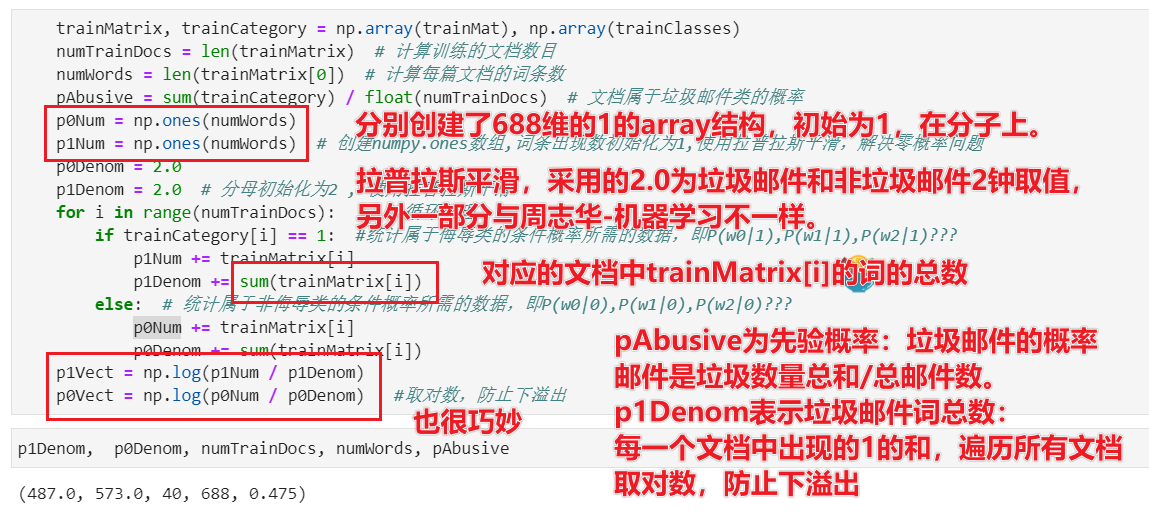 trainMatrix, trainCategory = np.array(trainMat), np.array(trainClasses)
numTrainDocs = len(trainMatrix)  # 计算训练的文档数目
numWords = len(trainMatrix[0])  # 计算每篇文档的词条数
pAbusive = sum(trainCategory) / float(numTrainDocs)  # 文档属于垃圾邮件类的概率
p0Num = np.ones(numWords)
分别创建了688维的1的array结构，初始为1，在分子上。
p1Num = np.ones(numWords)  # 创建numpy.ones数组,词条出现数初始化为1,使用拉普拉斯平滑，解决零概率问题
p0Denom = 2.0
拉普拉斯平滑，采用的2.0为垃圾邮件和非垃圾邮件2钟取值，
p1Denom = 2.0  # 分母初始化为2 ,
另外一部分与周志华-机器学习不一样。
for i in range(numTrainDocs):
if trainCategory[i] == 1:  #统计属于侮辱类的条件概率所需的数据，即P(w0|1),P(w1|1),P(w2|1)???
p1Num += trainMatrix[i]
p1Denom += sum(trainMatrix[i])
对应的文档中trainMatrix[i]的词的总数
else:  # 统计属于非侮辱类的条件概率所需的数据，即P(w0|0),P(w1|0),P(w2|0)???
p0Num += trainMatrix[i]
p0Denom += sum(trainMatrix[i])
p1Vect = np.log(p1Num / p1Denom)
p0Vect = np.log(p0Num / p0Denom)  #取对数，防止下溢出
也很巧妙
pAbusive为先验概率：垃圾邮件的概率
邮件是垃圾数量总和/总邮件数。
p1Denom表示垃圾邮件词总数：
每一个文档中出现的1的和，遍历所有文档
取对数，防止下溢出
p1Denom,  p0Denom, numTrainDocs, numWords, pAbusive
(487.0, 573.0, 40, 688, 0.475)